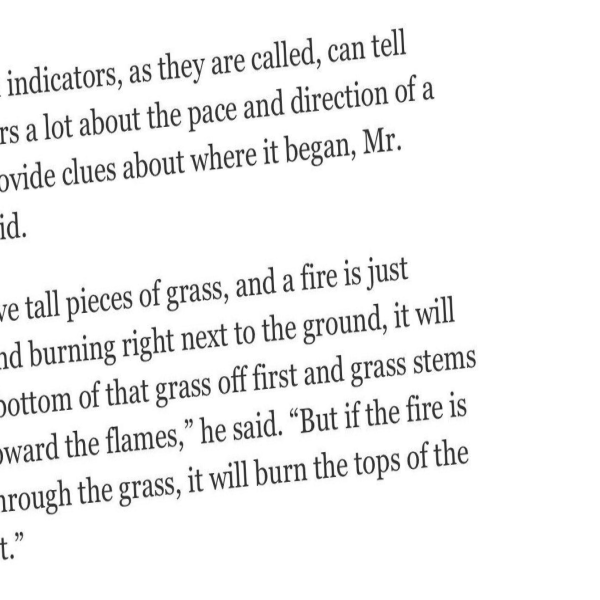 indicators, as they are called, can tell
rs a lot about the pace and direction of a
ovide clues about where it began, Mr.
id.
ve tall pieces of grass, and a fire is just
nd burning right next to the ground, it will
bottom of that grass off first and grass stems
oward the flames,” he said. “But if the fire is
hrough the grass, it will burn the tops of the
t.”